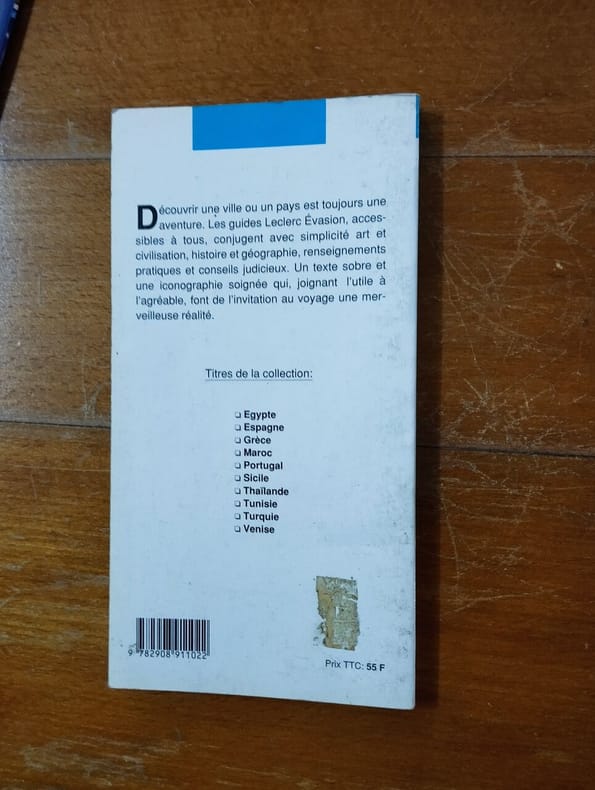 Découvrir une ville ou un pays est toujours une
aventure. Les guides Leclerc Évasion, acces-
sibles à tous, conjugent avec simplicité art et
civilisation, histoire et géographie, renseignements
pratiques et conseils judicieux. Un texte sobre et
une iconographie soignée qui, joignant l'utile à
l'agréable, font de l'invitation au voyage une mer-
veilleuse réalité.
Titres de la collection:
❏ Egypte
❏ Espagne
❏ Grèce
❏ Maroc
❏ Portugal
❏ Sicile
❏ Thaïlande
❏ Tunisie
❏ Turquie
❏ Venise
9 782908 911022
Prix TTC: 55 F